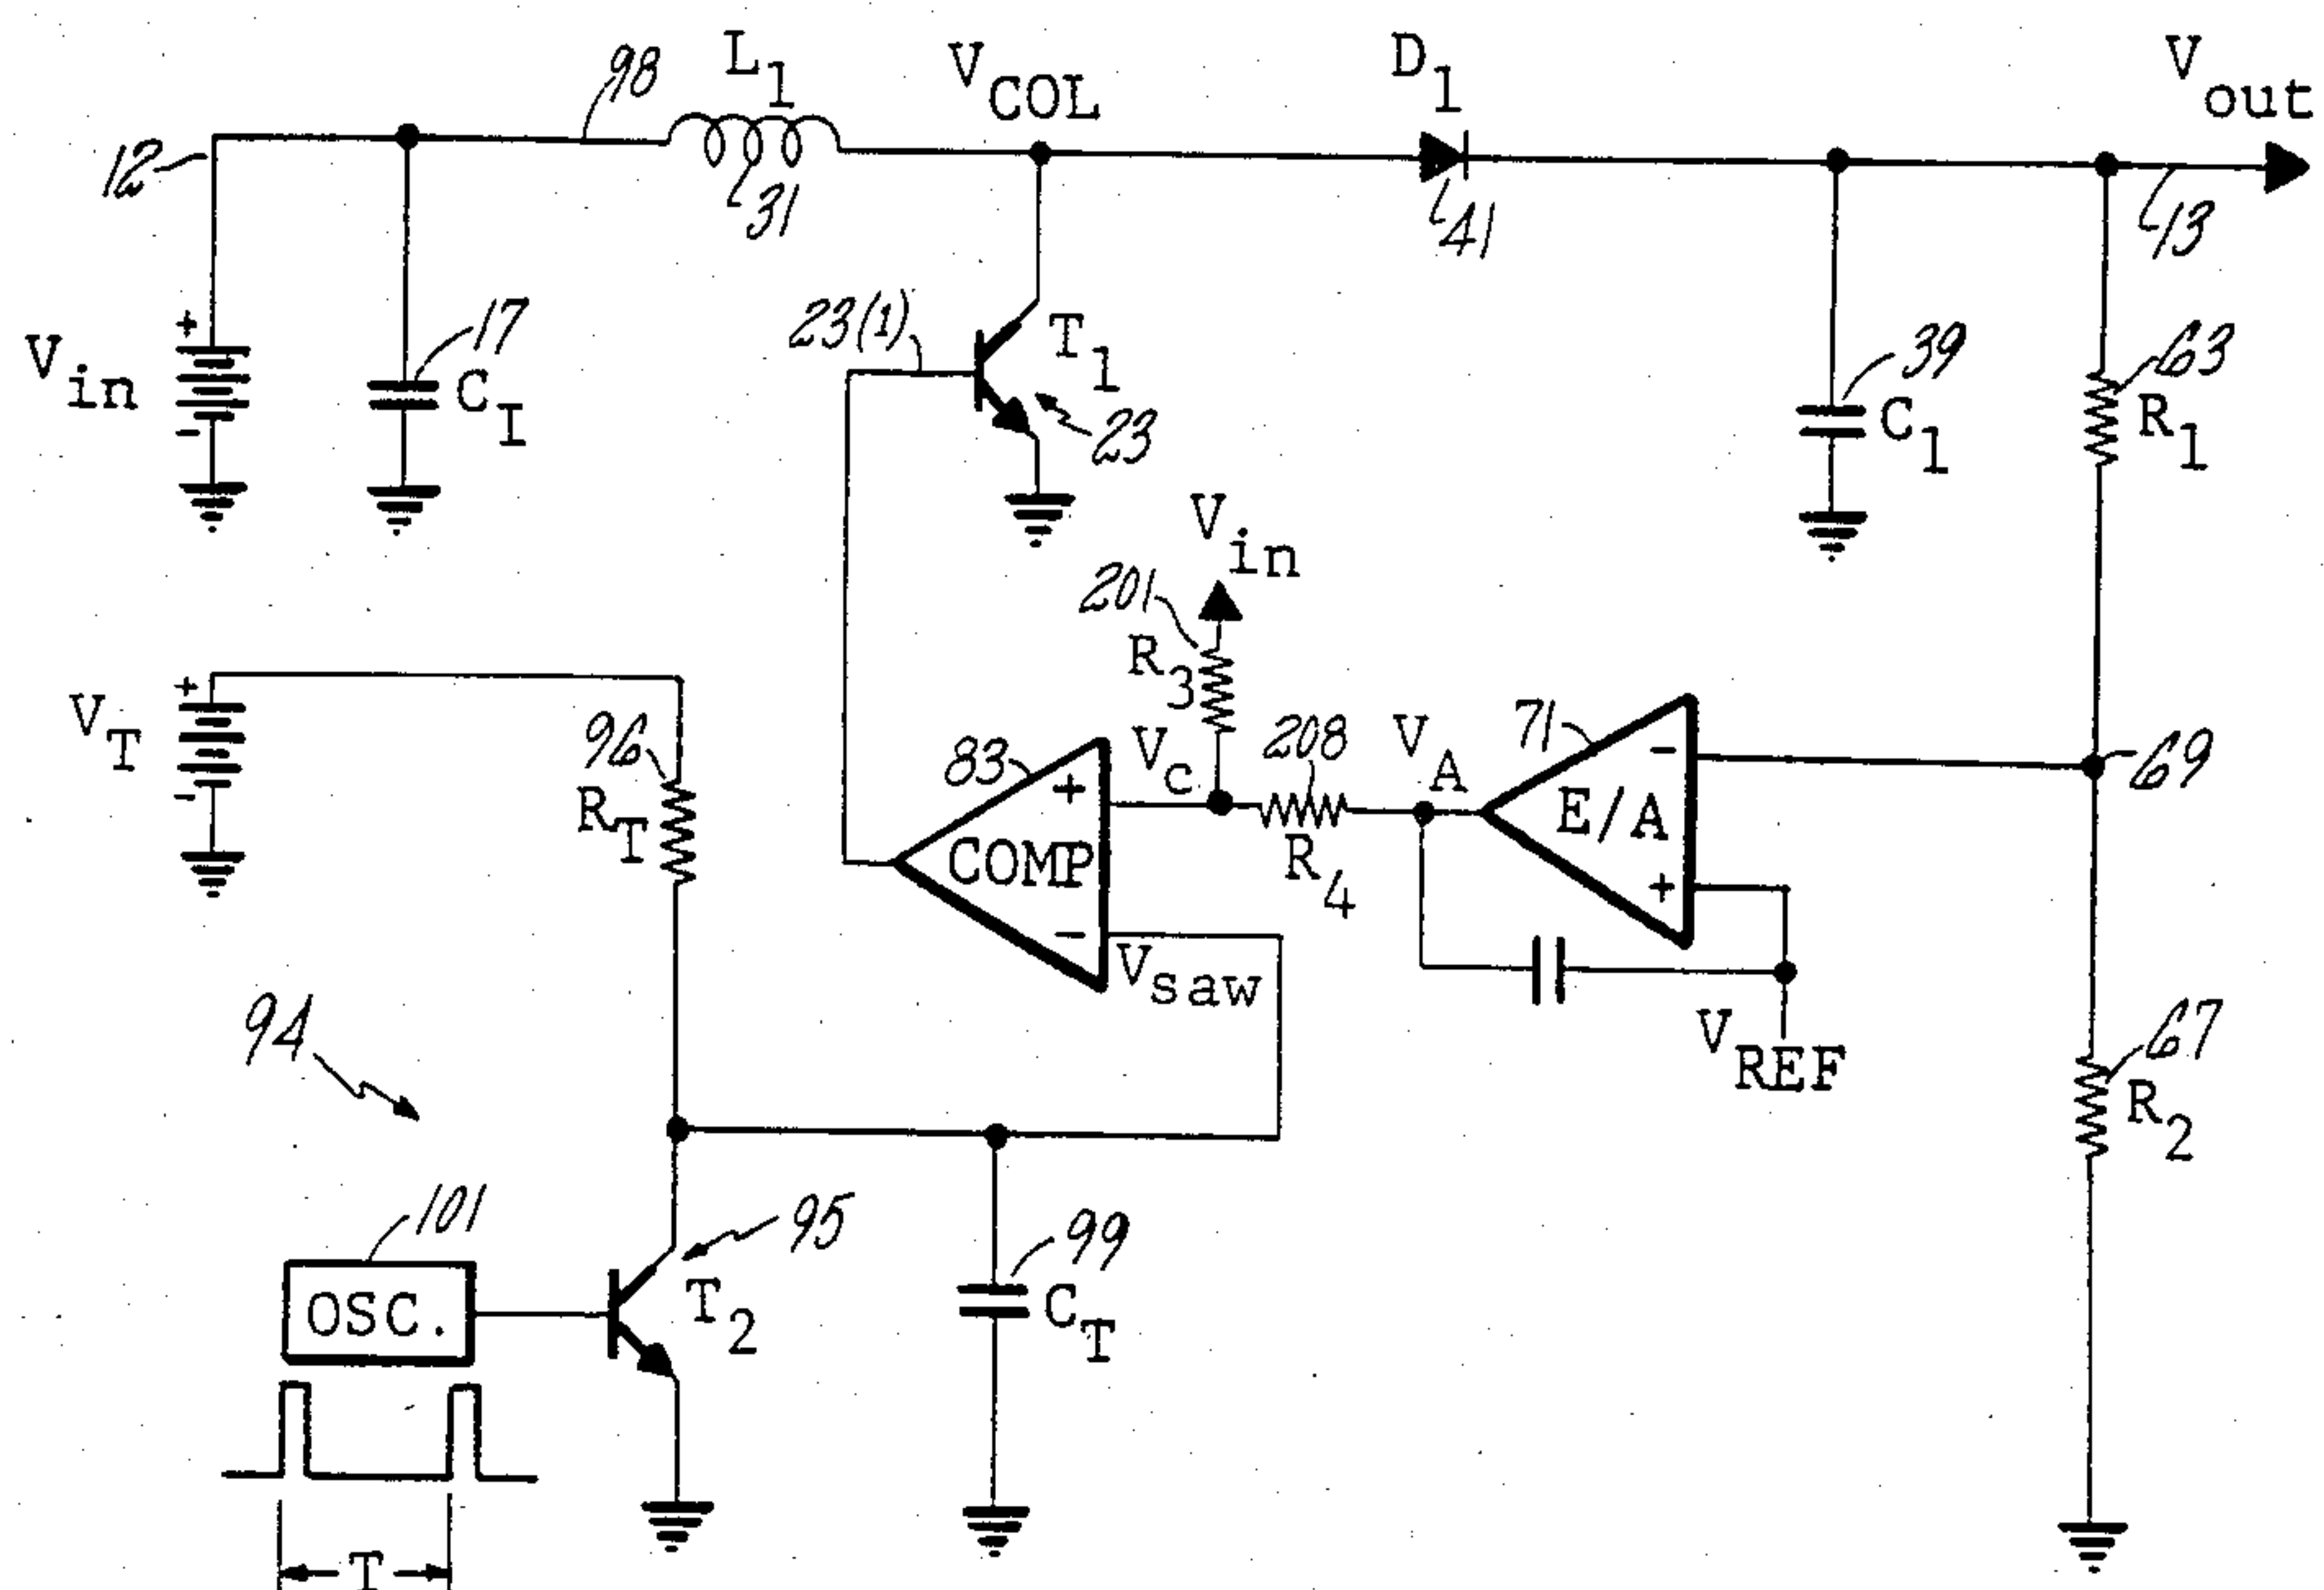 98
L1
VCOL
D1
Vout
12
31
41
43
Vin
+
-
17
CI
23(1)
T1
23
39
C1
63
R1
Vin
201
R3
VT
+
-
96
RT
83
+
COMP
-
VC
208
R4
VA
71
-
E/A
+
69
Vsaw
VREF
67
R2
94
101
OSC.
95
T2
99
CT
T